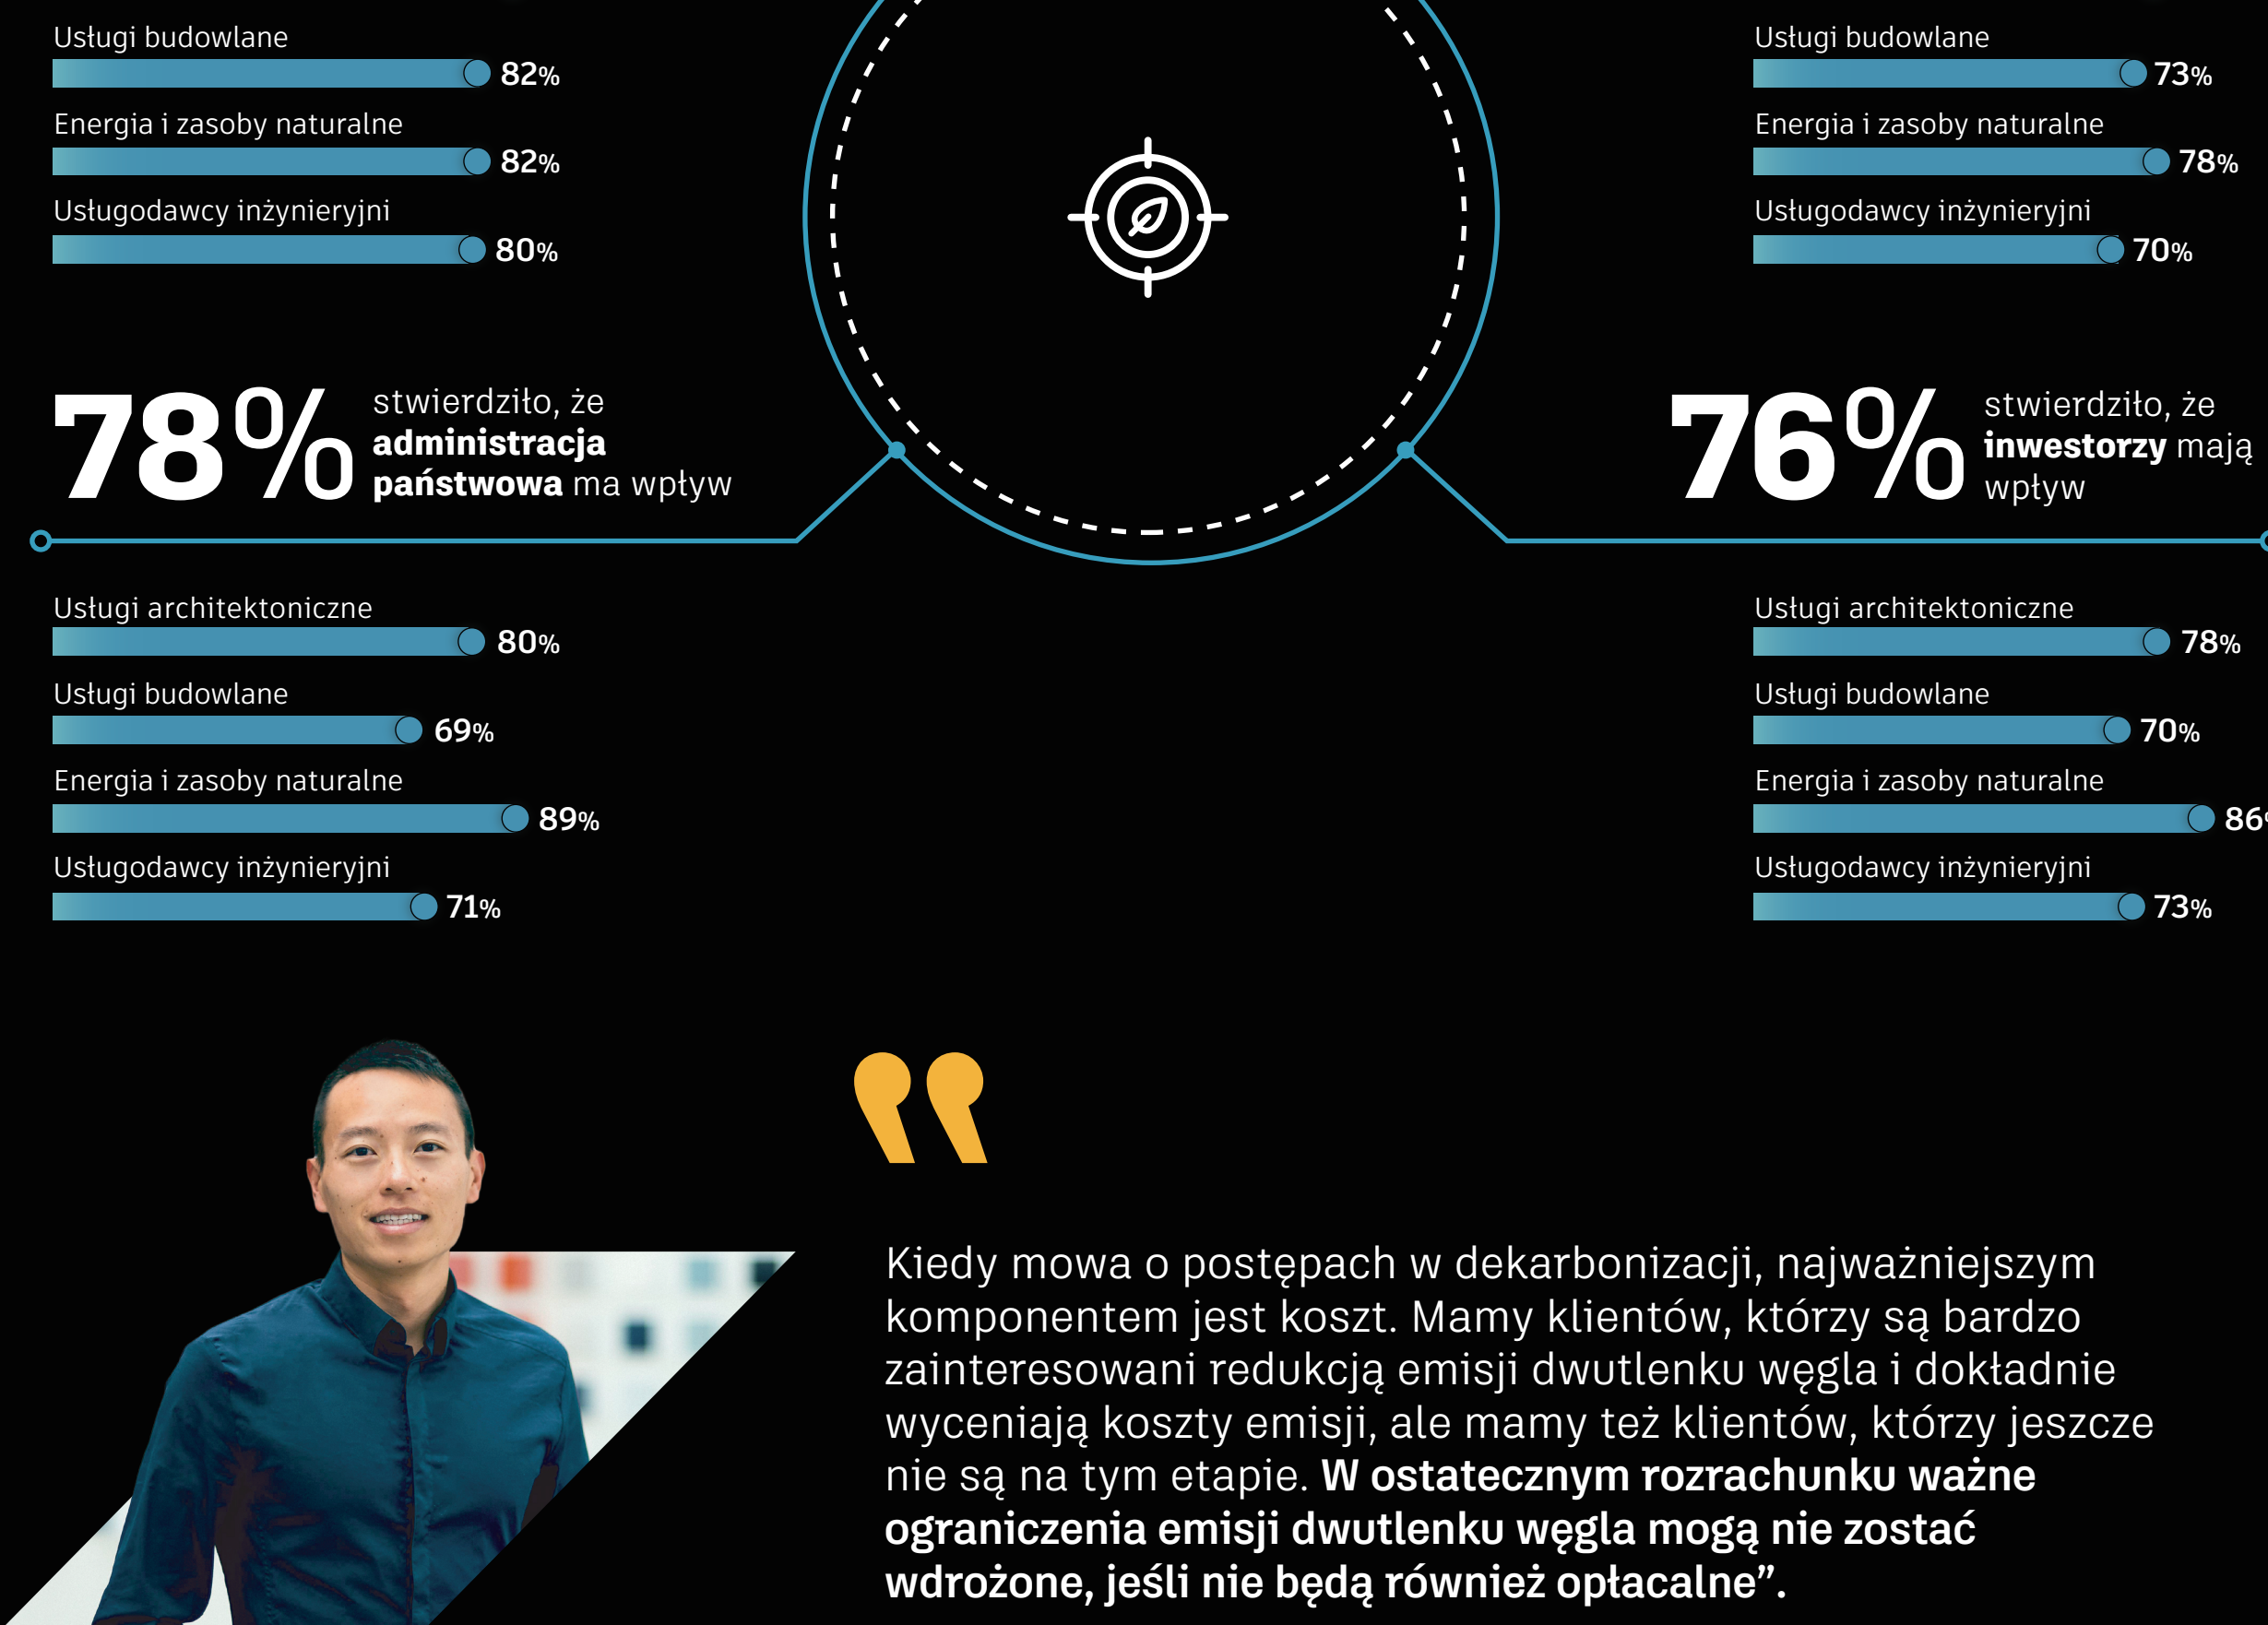 Usługi budowlane
82%
Energia i zasoby naturalne
82%
Usługodawcy inżynieryjni
80%
Usługi budowlane
73%
Energia i zasoby naturalne
78%
Usługodawcy inżynieryjni
70%
78%
stwierdziło, że
administracja
państwowa ma wpływ
Usługi architektoniczne
80%
Usługi budowlane
69%
Energia i zasoby naturalne
89%
Usługodawcy inżynieryjni
71%
76%
stwierdziło, że
inwestorzy mają
wpływ
Usługi architektoniczne
78%
Usługi budowlane
70%
Energia i zasoby naturalne
86%
Usługodawcy inżynieryjni
73%
"
Kiedy mowa o postępach w dekarbonizacji, najważniejszym
komponentem jest koszt. Mamy klientów, którzy są bardzo
zainteresowani redukcją emisji dwutlenku węgla i dokładnie
wyceniają koszty emisji, ale mamy też klientów, którzy jeszcze
nie są na tym etapie. W ostatecznym rozrachunku ważne
ograniczenia emisji dwutlenku węgla mogą nie zostać
wdrożone, jeśli nie będą również opłacalne”.